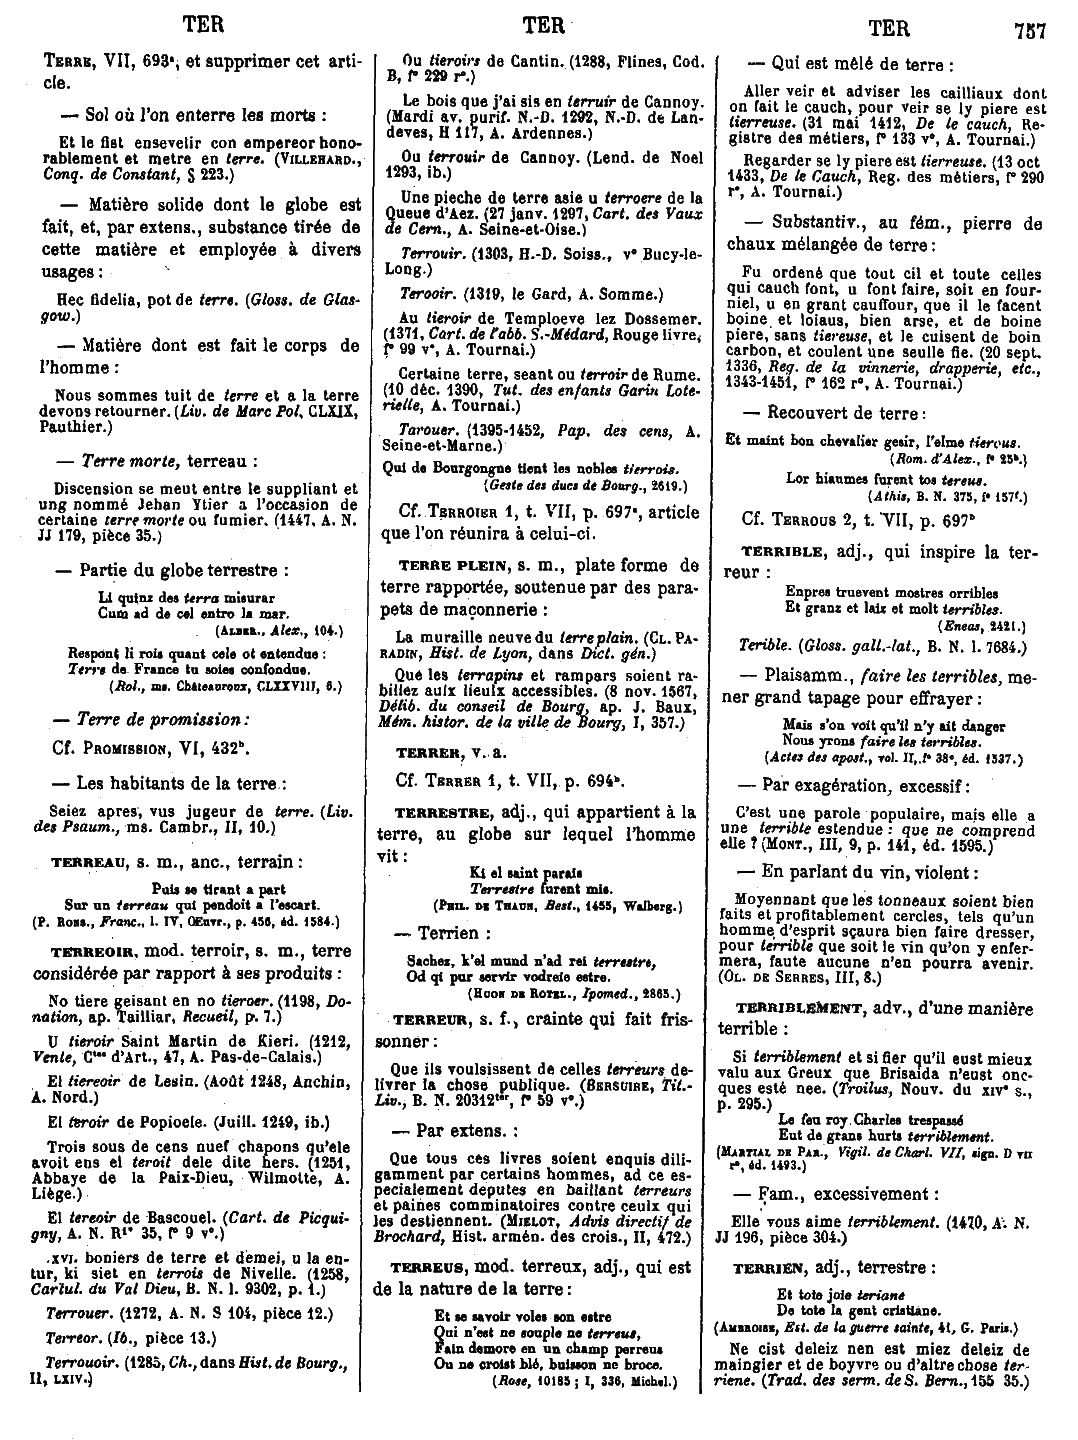 TER
TER
TER
757
TERRE, VII, 693ª, et supprimer cet arti-
cle.
— Sol où l'on enterre les morts :
Et le fist ensevelir con empereor hono-
rablement et metre en terre. (VILLEHARD.,
Conq. de Constant, § 223.)
— Matière solide dont le globe est
fait, et, par extens., substance tirée de
cette matière et employée à divers
usages :
Hec fidelia, pot de terre. (Gloss. de Glas-
gow.)
— Matière dont est fait le corps de
l'homme :
Nous sommes tuit de terre et a la terre
devons retourner. (Liv. de Marc Pol, CLXIX,
Pauthier.)
— Terre morte, terreau :
Discension se meut entre le suppliant et
ung nommé Jehan Ytier a l'occasion de
certaine terre morte ou fumier. (1447, A. N.
JJ 179, pièce 35.)
— Partie du globe terrestre :
Li quinz des terra misurar
Cum ad de cel entro la mar.
(ALBER., Alex., 104.)
Respont li rois quant cele ot entendue :
Terre de France tu soies confondue.
(Rol., ms. Châteauroux, CLXXVIII, 6.)
— Terre de promission :
Cf. PROMISSION, VI, 432ᵇ.
— Les habitants de la terre :
Seiez apres, vus jugeur de terre. (Liv.
des Psaum., ms. Cambr., II, 10.)
TERREAU, s. m., anc., terrain :
Puis se tirant a part
Sur un terreau qui pendoit a l'escart.
(P. RONS., Franc., l. IV, Œuvr., p. 456, éd. 1584.)
TERREOIR, mod. terroir, s. m., terre
considérée par rapport à ses produits :
No tiere geisant en no tieroer. (1198, Do-
nation, ap. Tailliar, Recueil, p. 7.)
U tieroir Saint Martin de Kieri. (1212,
Vente, Cᵗᵉˢ d'Art., 47, A. Pas-de-Calais.)
El tiereoir de Lesin. (Août 1248, Anchin,
A. Nord.)
El teroir de Popioele. (Juill. 1249, ib.)
Trois sous de cens nuef chapons qu'ele
avoit ens el teroit dele dite hers. (1251,
Abbaye de la Paix-Dieu, Wilmotte, A.
Liège.)
El tereoir de Bascouel. (Cart. de Picqui-
gny, A. N. R¹* 35, fº 9 vº.)
.XVJ. boniers de terre et demei, u la en-
tur, ki siet en terrois de Nivelle. (1258,
Cartul. du Val Dieu, B. N. l. 9302, p. 1.)
Terrouer. (1272, A. N. S 104, pièce 12.)
Terreor. (Ib., pièce 13.)
Terrouoir. (1285, Ch., dans Hist. de Bourg.,
II, LXIV.)
Ou tieroirs de Cantin. (1288, Flines, Cod.
B, fº 229 rº.)
Le bois que j'ai sis en terruir de Cannoy.
(Mardi av. purif. N.-D. 1292, N.-D. de Lan-
deves, H 117, A. Ardennes.)
Ou terrouir de Cannoy. (Lend. de Noel
1293, ib.)
Une pieche de terre asie u terroere de la
Queue d'Aez. (27 janv. 1297, Cart. des Vaux
de Cern., A. Seine-et-Oise.)
Terrouir. (1303, H.-D. Soiss., vº Bucy-le-
Long.)
Terooir. (1319, le Gard, A. Somme.)
Au tieroir de Temploeve lez Dossemer.
(1371, Cart. de l'abb. S.-Médard, Rouge livre,
fº 99 vº, A. Tournai.)
Certaine terre, seant ou terroir de Rume.
(10 déc. 1390, Tut. des enfants Garin Lote-
rielle, A. Tournai.)
Tarouer. (1395-1452, Pap. des cens, A.
Seine-et-Marne.)
Qui de Bourgongne tient les nobles tierrois.
(Geste des ducs de Bourg., 2619.)
Cf. TERROIER 1, t. VII, p. 697ª, article
que l'on réunira à celui-ci.
TERRE PLEIN, s. m., plate forme de
terre rapportée, soutenue par des para-
pets de maçonnerie :
La muraille neuve du terreplain. (CL. PA-
RADIN, Hist. de Lyon, dans Dict. gén.)
Que les terrapins et rampars soient ra-
billez aulx lieulx accessibles. (8 nov. 1567,
Délib. du conseil de Bourg, ap. J. Baux,
Mém. histor. de la ville de Bourg, I, 357.)
TERRER, v. a.
Cf. TERRER 1, t. VII, p. 694ᵇ.
TERRESTRE, adj., qui appartient à la
terre, au globe sur lequel l'homme
vit :
Ki el saint parais
Terrestre furent mis.
(PHIL. DE THAUN, Best., 1455, Walberg.)
— Terrien :
Sachez, k'el mund n'ad rei terrestre,
Od qi pur servir vodreie estre.
(HUON DE ROTEL., Ipomed., 2865.)
TERREUR, s. f., crainte qui fait fris-
sonner :
Que ils voulsissent de celles terreurs de-
livrer la chose publique. (BERSUIRE, Tit.-
Liv., B. N. 20312ᵗᵉʳ, fº 59 vº.)
— Par extens. :
Que tous ces livres soient enquis dili-
gamment par certains hommes, ad ce es-
pecialement deputes en baillant terreurs
et paines comminatoires contre ceulx qui
les destiennent. (MIELOT, Advis directif de
Brochard, Hist. armén. des crois., II, 472.)
TERREUS, mod. terreux, adj., qui est
de la nature de la terre :
Et se savoir voles son estre
Qui n'est ne souple ne terreus,
Fain demore en un champ perreus
Ou ne croist blé, buisson ne broce.
(Rose, 10185 ; I, 336, Michel.)
— Qui est mêlé de terre :
Aller veir et adviser les cailliaux dont
on fait le cauch, pour veir se ly piere est
tierreuse. (31 mai 1412, De le cauch, Re-
gistre des métiers, fº 133 vº, A. Tournai.)
Regarder se ly piere est tierreuse. (13 oct
1433, De le Cauch, Reg. des métiers, fº 290
rº, A. Tournai.)
— Substantiv., au fém., pierre de
chaux mélangée de terre :
Fu ordené que tout cil et toute celles
qui cauch font, u font faire, soit en four-
niel, u en grant cauffour, que il le facent
boine et loiaus, bien arse, et de boine
piere, sans tiereuse, et le cuisent de boin
carbon, et coulent une seulle fie. (20 sept.
1336, Reg. de la vinnerie, drapperie, etc.,
1343-1451, fº 162 rº, A. Tournai.)
— Recouvert de terre :
Et maint bon chevalier gesir, l'elme tierous.
(Rom. d'Alex., fº 25ᵇ.)
Lor hiaumes furent tos tereus.
(Athis, B. N. 375, fº 157ᶠ.)
Cf. TERROUS 2, t. VII, p. 697ᵇ
TERRIBLE, adj., qui inspire la ter-
reur :
Enpres truevent mostres orribles
Et granz et laiz et molt terribles.
(Eneas, 2421.)
Terible. (Gloss. gall.-lat., B. N. l. 7684.)
— Plaisamm., faire les terribles, me-
ner grand tapage pour effrayer :
Mais s'on voit qu'il n'y ait danger
Nous yrons faire les terribles.
(Actes des apost., vol. II, fº 38ª, éd. 1537.)
— Par exagération, excessif :
C'est une parole populaire, mais elle a
une terrible estendue : que ne comprend
elle ? (MONT., III, 9, p. 141, éd. 1595.)
— En parlant du vin, violent :
Moyennant que les tonneaux soient bien
faits et profitablement cercles, tels qu'un
homme d'esprit sçaura bien faire dresser,
pour terrible que soit le vin qu'on y enfer-
mera, faute aucune n'en pourra avenir.
(OL. DE SERRES, III, 8.)
TERRIBLEMENT, adv., d'une manière
terrible :
Si terriblement et si fier qu'il eust mieux
valu aux Greux que Brisaida n'eust onc-
ques esté nee. (Troilus, Nouv. du XIVᵉ s.,
p. 295.)
Le feu roy Charles trespassé
Eut de grans hurts terriblement.
(MARTIAL DE PAR., Vigil. de Charl. VII, sign. D VII
rº, éd. 1493.)
— Fam., excessivement :
Elle vous aime terriblement. (1470, A. N.
JJ 196, pièce 304.)
TERRIEN, adj., terrestre :
Et tote joie teriane
De tote la gent cristiane.
(AMBROISE, Est. de la guerre sainte, 41, G. Paris.)
Ne cist deleiz nen est miez deleiz de
maingier et de boyvre ou d'altre chose ter-
riene. (Trad. des serm. de S. Bern., 155 35.)